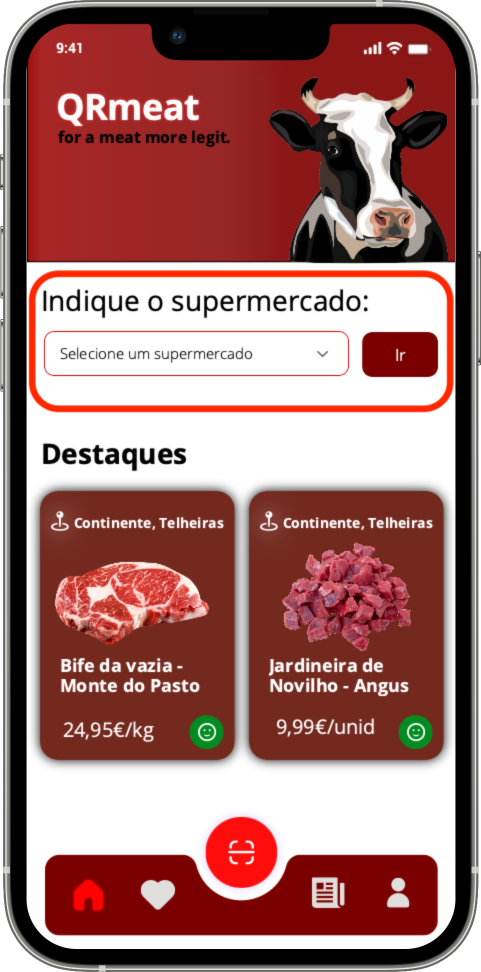 9:41
QRmeat
for a meat more legit.
Indique o supermercado:
Selecione um supermercado
Ir
Destaques
Continente, Telheiras
Bife da vazia -
Monte do Pasto
24,95€/kg
Continente, Telheiras
Jardineira de
Novilho - Angus
9,99€/unid